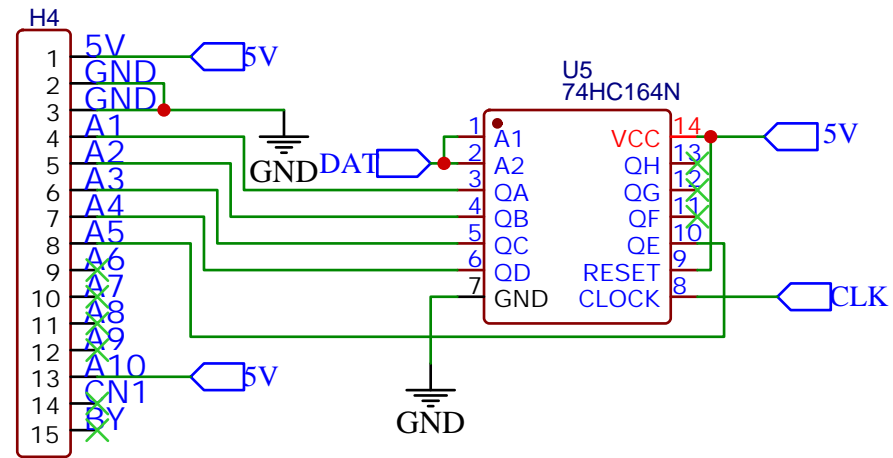 H4
1 5V 5V
2 GND
3 GND
4 A1
5 A2
6 A3
7 A4
8 A5
9 A6
10 A7
11 A8
12 A9
13 A10 5V
14 CN1
15 BY
GND
DAT
U5
74HC164N
1 A1 VCC 14 5V
2 A2 QH 13
3 QA QG 12
4 QB QF 11
5 QC QE 10
6 QD RESET 9
7 GND CLOCK 8 CLK
GND